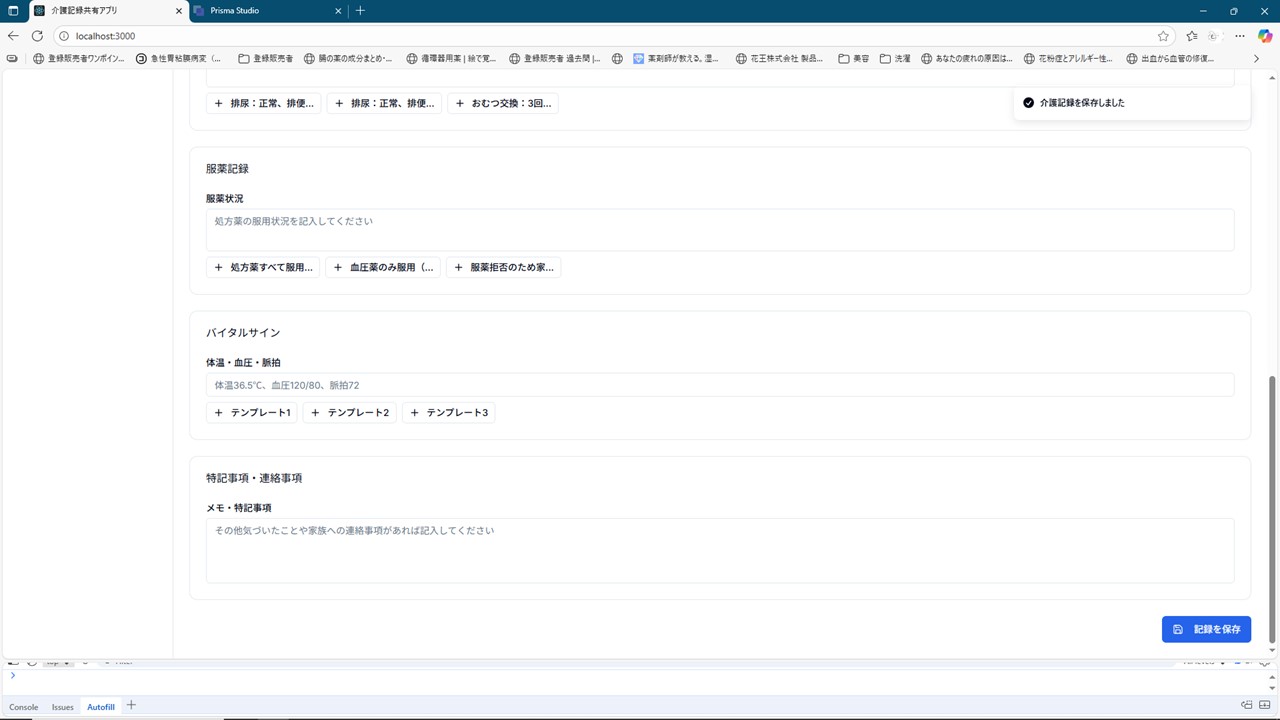 介護記録共有アプリ
Prisma Studio
localhost:3000
登録販売者ワンポイン...
急性胃粘膜病変（...
登録販売者
腸の薬の成分まとめ-...
循環器用薬 | 絵で覚...
登録販売者 過去問 |...
薬剤師が教える。湿...
花王株式会社 製品...
美容
洗濯
あなたの疲れの原因は...
花粉症とアレルギー性...
出血から血管の修復...
排尿：正常、排便...
排尿：正常、排便...
おむつ交換：3回...
介護記録を保存しました
服薬記録
服薬状況
処方薬の服用状況を記入してください
処方薬すべて服用...
血圧薬のみ服用（...
服薬拒否のため家...
バイタルサイン
体温・血圧・脈拍
体温36.5℃、血圧120/80、脈拍72
テンプレート1
テンプレート2
テンプレート3
特記事項・連絡事項
メモ・特記事項
その他気づいたことや家族への連絡事項があれば記入してください
記録を保存
Console
Issues
Autofill